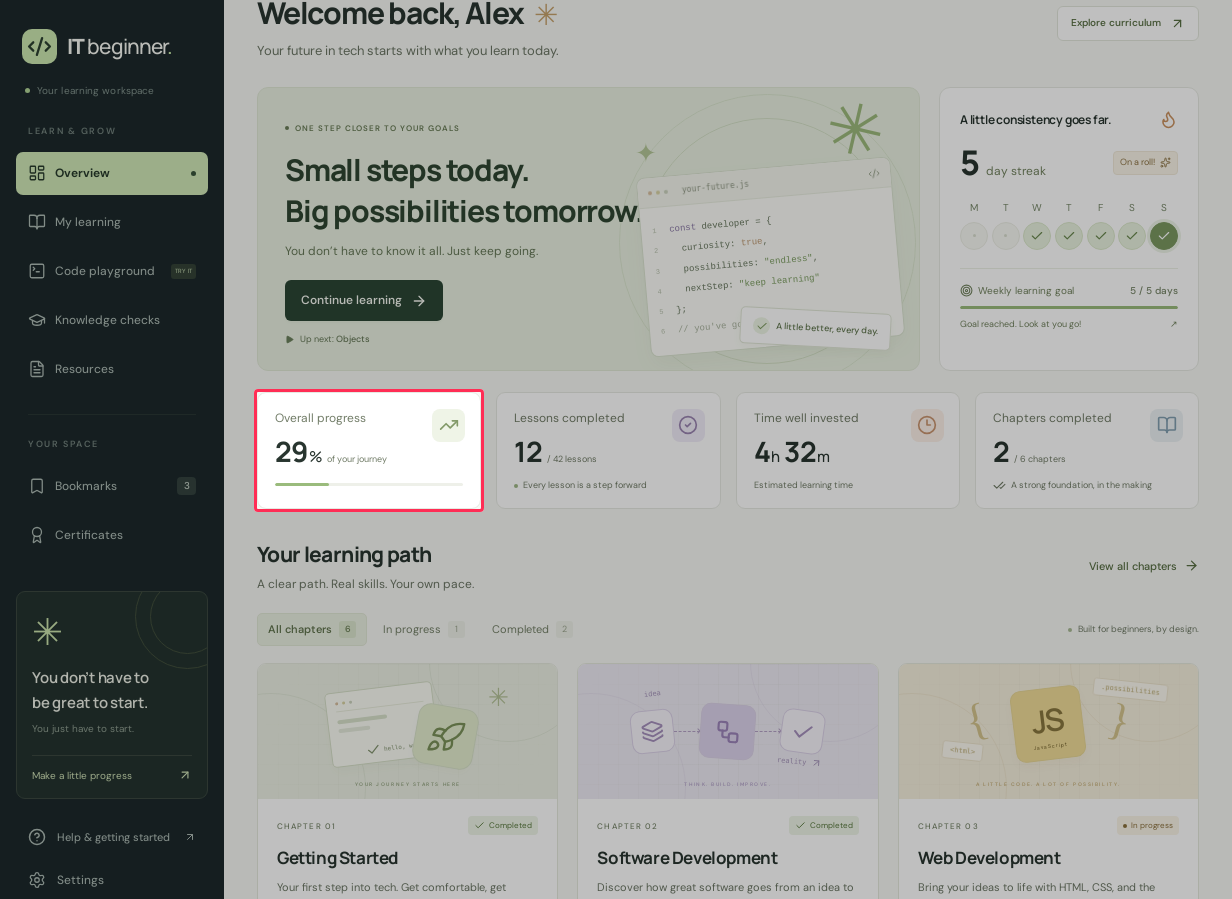 IT beginner.
Your learning workspace
LEARN & GROW
Overview
My learning
Code playground TRY IT
Knowledge checks
Resources
YOUR SPACE
Bookmarks 3
Certificates
You don't have to
be great to start.
You just have to start.
Make a little progress
Help & getting started
Settings
Welcome back, Alex
Your future in tech starts with what you learn today.
Explore curriculum
ONE STEP CLOSER TO YOUR GOALS
Small steps today.
Big possibilities tomorrow.
You don't have to know it all. Just keep going.
Continue learning
Up next: Objects
your-future.js </>
1 const developer = {
2 curiosity: true,
3 possibilities: "endless",
4 nextStep: "keep learning"
5 };
6 // you've go
A little better, every day.
A little consistency goes far.
5 day streak
On a roll!
M T W T F S S
Weekly learning goal 5 / 5 days
Goal reached. Look at you go!
Overall progress
29% of your journey
Lessons completed
12 / 42 lessons
Every lesson is a step forward
Time well invested
4h 32m
Estimated learning time
Chapters completed
2 / 6 chapters
A strong foundation, in the making
Your learning path
A clear path. Real skills. Your own pace.
View all chapters
All chapters 6
In progress 1
Completed 2
Built for beginners, by design.
hello, w
YOUR JOURNEY STARTS HERE
CHAPTER 01
Completed
Getting Started
Your first step into tech. Get comfortable, get
idea
reality
THINK. BUILD. IMPROVE.
CHAPTER 02
Completed
Software Development
Discover how great software goes from an idea to
.possibilities
{ JS }
JavaScript
<html>
A LITTLE CODE. A LOT OF POSSIBILITY.
CHAPTER 03
In progress
Web Development
Bring your ideas to life with HTML, CSS, and the